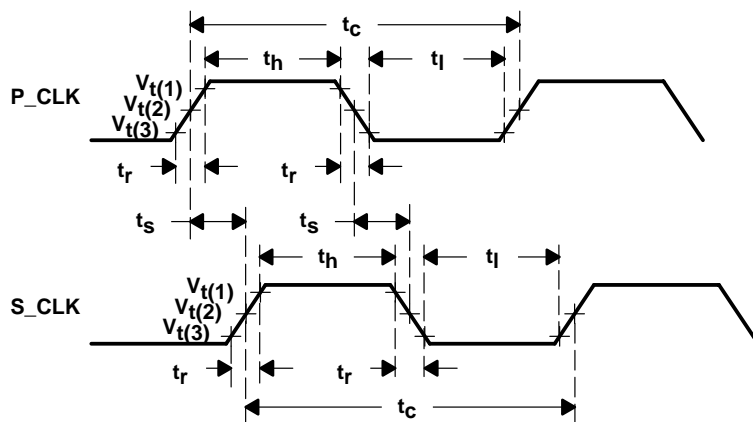 tc
th
tl
Vt(1)
P_CLK
Vt(2)
Vt(3)
tr
tr
ts
ts
th
tl
Vt(1)
S_CLK
Vt(2)
Vt(3)
tr
tr
tc